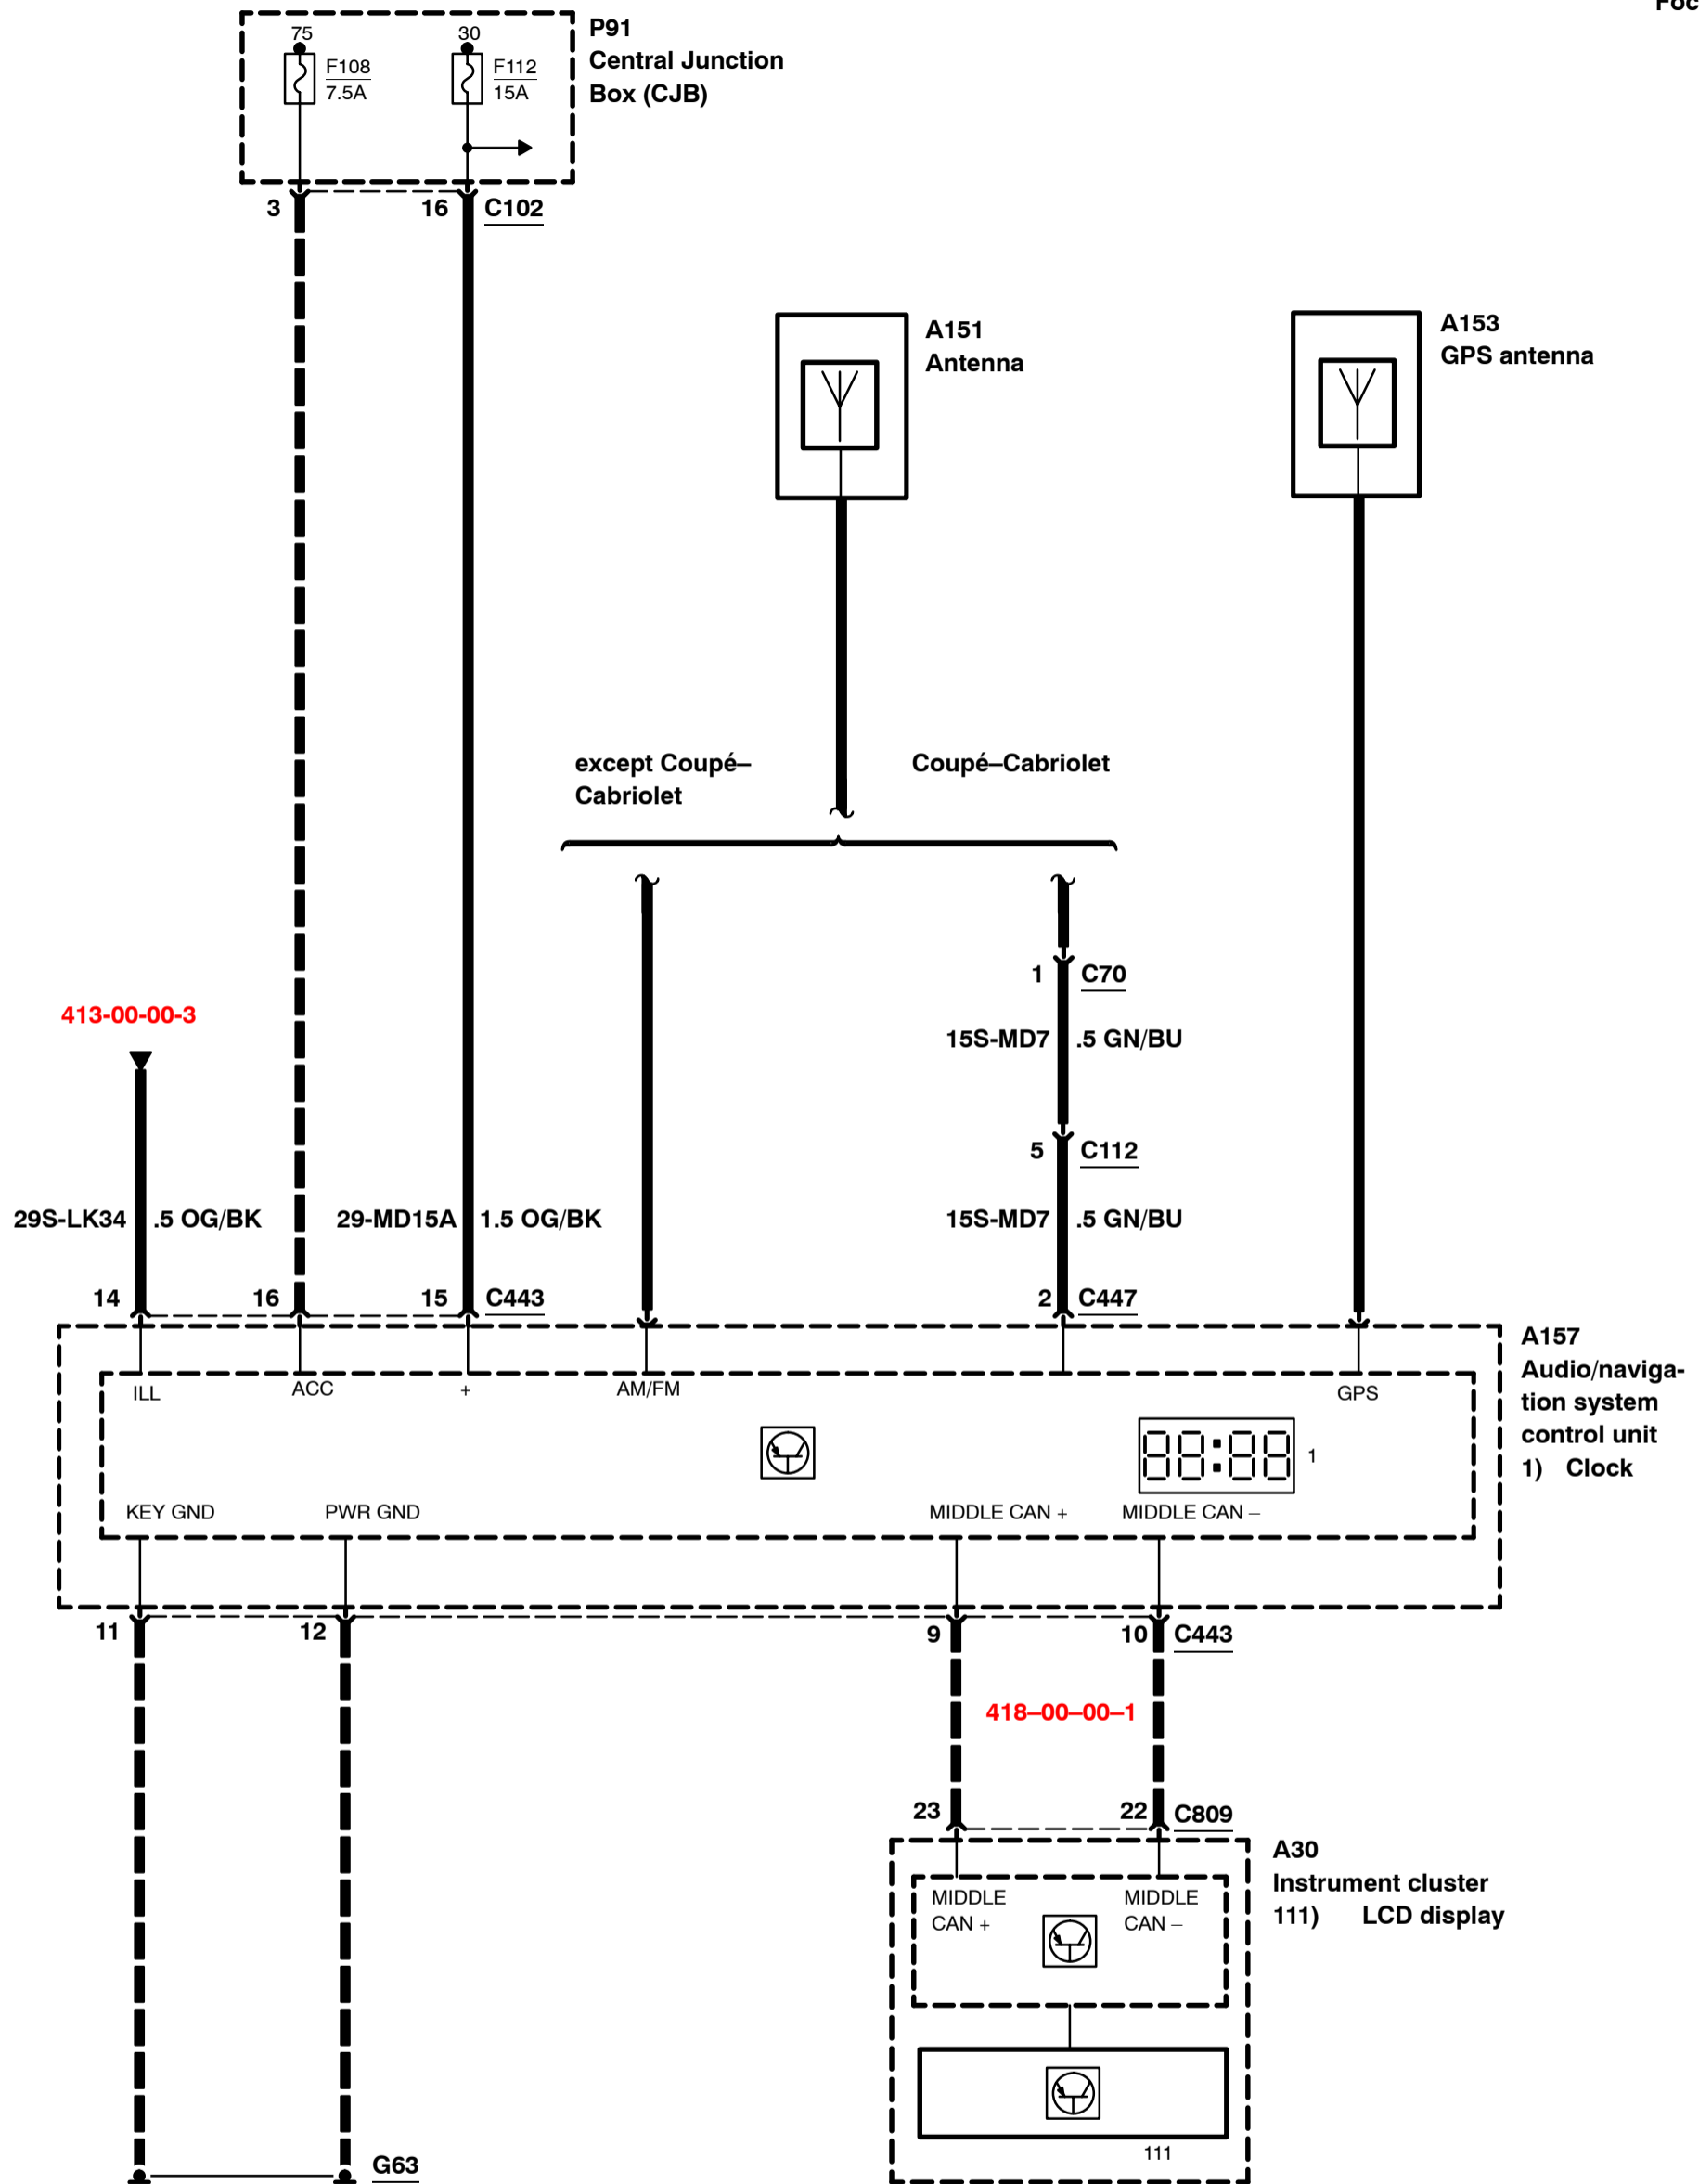 Foc
75
30
P91
Central Junction
Box (CJB)
F108
7.5A
F112
15A
3
16
C102
A151
Antenna
A153
GPS antenna
except Coupé–
Cabriolet
Coupé–Cabriolet
1
C70
413-00-00-3
15S-MD7
.5 GN/BU
5
C112
29S-LK34
.5 OG/BK
29-MD15A
1.5 OG/BK
15S-MD7
.5 GN/BU
14
16
15
C443
2
C447
A157
Audio/naviga-
tion system
control unit
1) Clock
ILL
ACC
+
AM/FM
GPS
88:88
1
KEY GND
PWR GND
MIDDLE CAN +
MIDDLE CAN –
11
12
9
10
C443
418–00–00–1
23
22
C809
A30
Instrument cluster
111) LCD display
MIDDLE
CAN +
MIDDLE
CAN –
111
G63